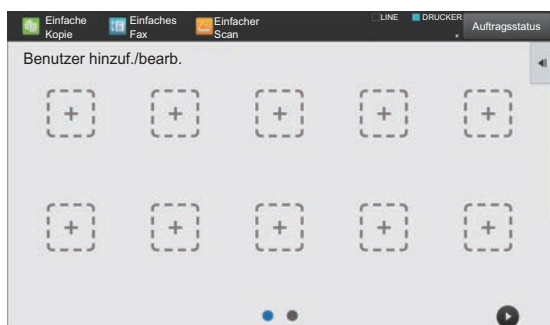 Einfache
Kopie
Einfaches
Fax
Einfacher
Scan
LINE
DRUCKER
Auftragsstatus
Benutzer hinzuf./bearb.